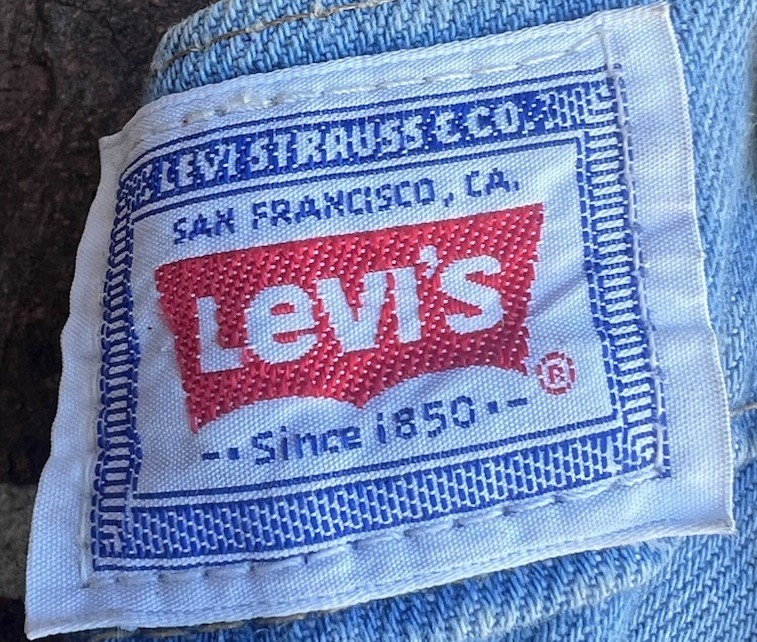 LEVI STRAUSS & CO.
SAN FRANCISCO, CA.
Levi's ®
-- Since 1850 --